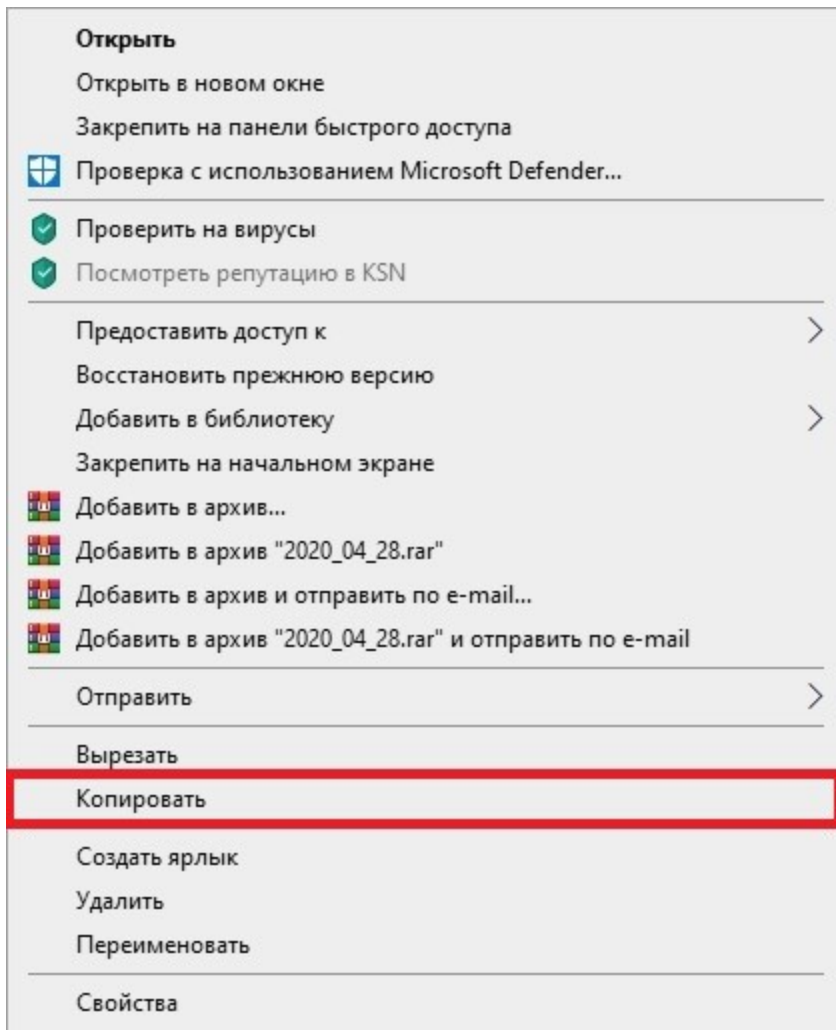 Открыть
Открыть в новом окне
Закрепить на панели быстрого доступа
Проверка с использованием Microsoft Defender...
Проверить на вирусы
Посмотреть репутацию в KSN
Предоставить доступ к
Восстановить прежнюю версию
Добавить в библиотеку
Закрепить на начальном экране
Добавить в архив...
Добавить в архив "2020_04_28.rar"
Добавить в архив и отправить по e-mail...
Добавить в архив "2020_04_28.rar" и отправить по e-mail
Отправить
Вырезать
Копировать
Создать ярлык
Удалить
Переименовать
Свойства